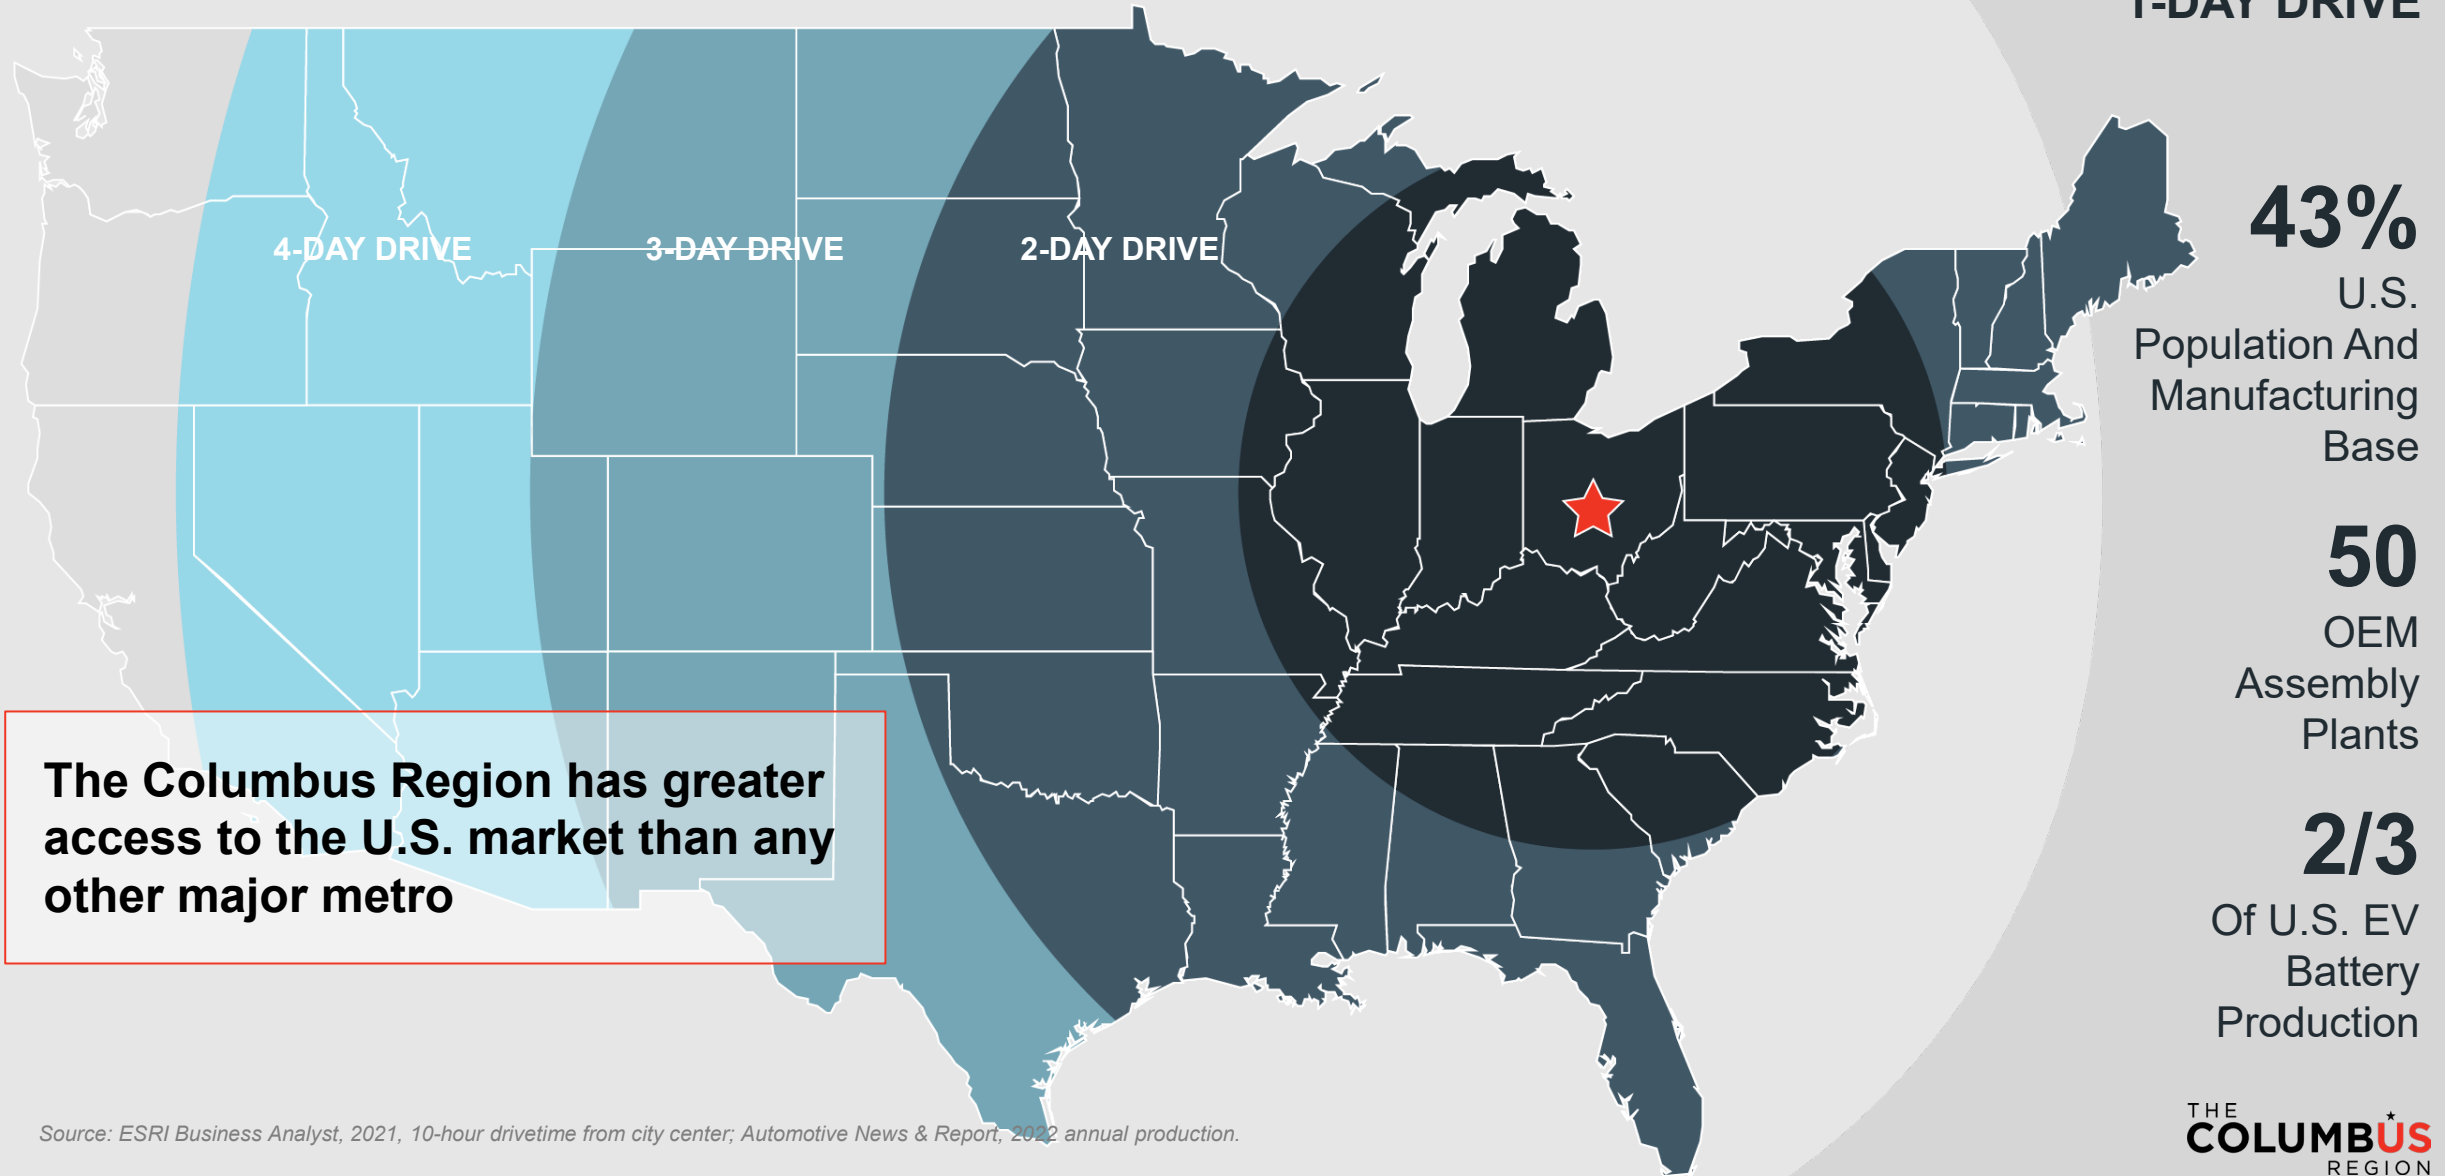 1-DAY DRIVE
4-DAY DRIVE
3-DAY DRIVE
2-DAY DRIVE
43%
U.S.
Population And
Manufacturing
Base
50
OEM
Assembly
Plants
2/3
Of U.S. EV
Battery
Production
The Columbus Region has greater
access to the U.S. market than any
other major metro
Source: ESRI Business Analyst, 2021, 10-hour drivetime from city center; Automotive News & Report, 2022 annual production.
THE
COLUMBUS
REGION